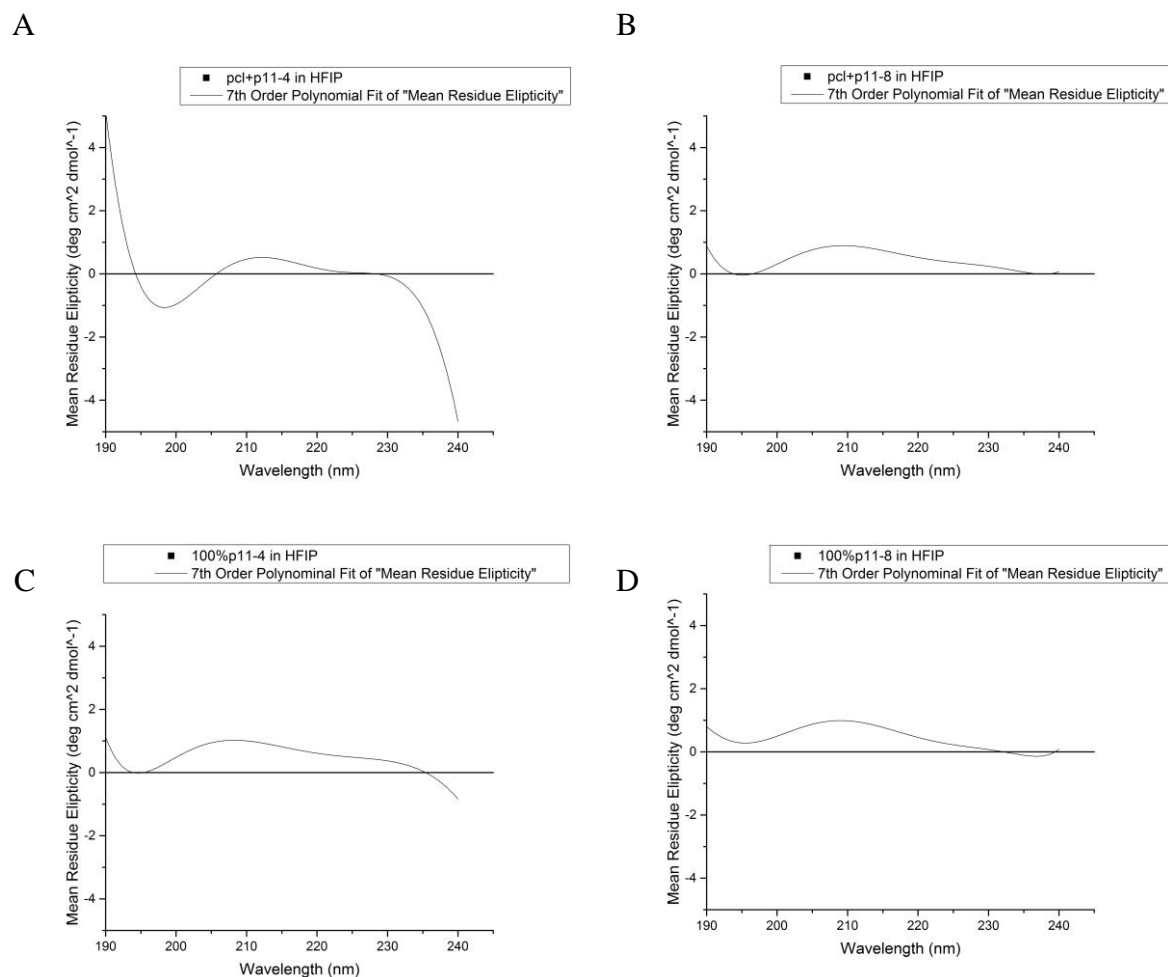 A
pcl+p11-4 in HFIP
7th Order Polynomial Fit of "Mean Residue Elipticity"
Mean Residue Elipticity (deg cm^2 dmol^-1)
4
2
0
-2
-4
190 200 210 220 230 240
Wavelength (nm)
B
pcl+p11-8 in HFIP
7th Order Polynomial Fit of "Mean Residue Elipticity"
Mean Residue Elipticity (deg cm^2 dmol^-1)
4
2
0
-2
-4
190 200 210 220 230 240
Wavelength (nm)
C
100%p11-4 in HFIP
7th Order Polynominal Fit of "Mean Residue Elipticity"
Mean Residue Elipticity (deg cm^2 dmol^-1)
4
2
0
-2
-4
190 200 210 220 230 240
Wavelength (nm)
D
100%p11-8 in HFIP
7th Order Polynominal Fit of "Mean Residue Elipticity"
Mean Residue Elipticity (deg cm^2 dmol^-1)
4
2
0
-2
-4
190 200 210 220 230 240
Wavelength (nm)